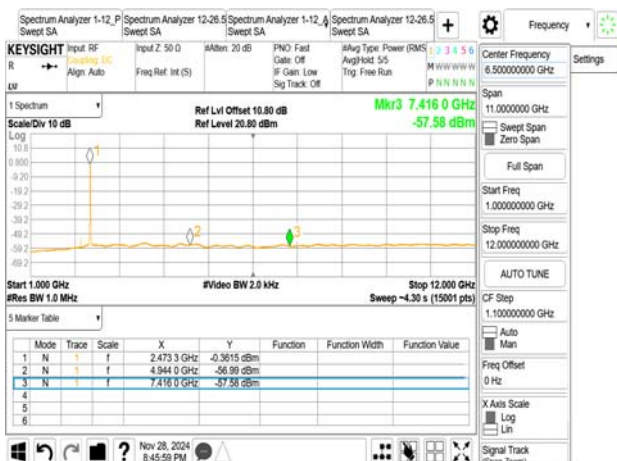 Spectrum Analyzer 1-12_P
Swept SA
Spectrum Analyzer 12-26.5
Swept SA
Spectrum Analyzer 1-12_A
Swept SA
Spectrum Analyzer 12-26.5
Swept SA
+
Frequency
Settings
KEYSIGHT
R
Input: RF
Coupling: DC
Align: Auto
Input Z: 50 Ω
Freq Ref: Int (S)
#Atten: 20 dB
PNO: Fast
Gate: Off
IF Gain: Low
Sig Track: Off
#Avg Type: Power (RMS
Avg|Hold: 5/5
Trig: Free Run
1 2 3 4 5 6
M W W W W W
P N N N N N
1 Spectrum
Scale/Div 10 dB
Log
Ref Lvl Offset 10.80 dB
Ref Level 20.80 dBm
Mkr3 7.416 0 GHz
-57.58 dBm
10.8
0.800
-9.20
-19.2
-29.2
-39.2
-49.2
-59.2
-69.2
1
2
3
Start 1.000 GHz
#Res BW 1.0 MHz
#Video BW 2.0 kHz
Stop 12.000 GHz
Sweep ~4.30 s (15001 pts)
5 Marker Table
Mode Trace Scale X Y Function Function Width Function Value
1 N 1 f 2.473 3 GHz -0.3615 dBm
2 N 1 f 4.944 0 GHz -56.99 dBm
3 N 1 f 7.416 0 GHz -57.58 dBm
4
5
6
Nov 28, 2024
8:45:59 PM
Center Frequency
6.500000000 GHz
Span
11.0000000 GHz
Swept Span
Zero Span
Full Span
Start Freq
1.000000000 GHz
Stop Freq
12.000000000 GHz
AUTO TUNE
CF Step
1.100000000 GHz
Auto
Man
Freq Offset
0 Hz
X Axis Scale
Log
Lin
Signal Track